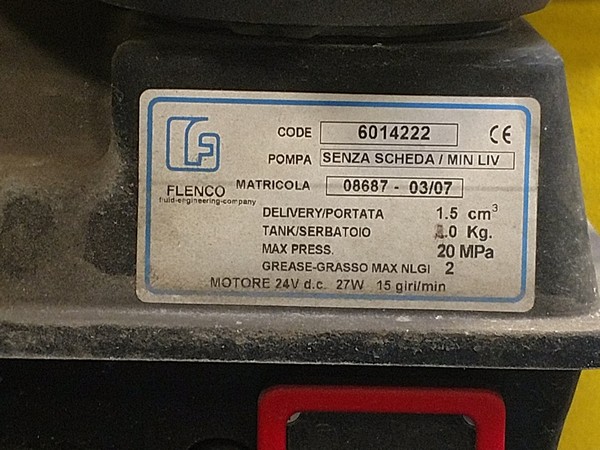 CODE 6014222 CE
POMPA SENZA SCHEDA / MIN LIV
FLENCO
fluid-engineering-company
MATRICOLA 08687 - 03/07
DELIVERY/PORTATA 1.5 cm³
TANK/SERBATOIO .0 Kg.
MAX PRESS. 20 MPa
GREASE-GRASSO MAX NLGI 2
MOTORE 24V d.c. 27W 15 giri/min